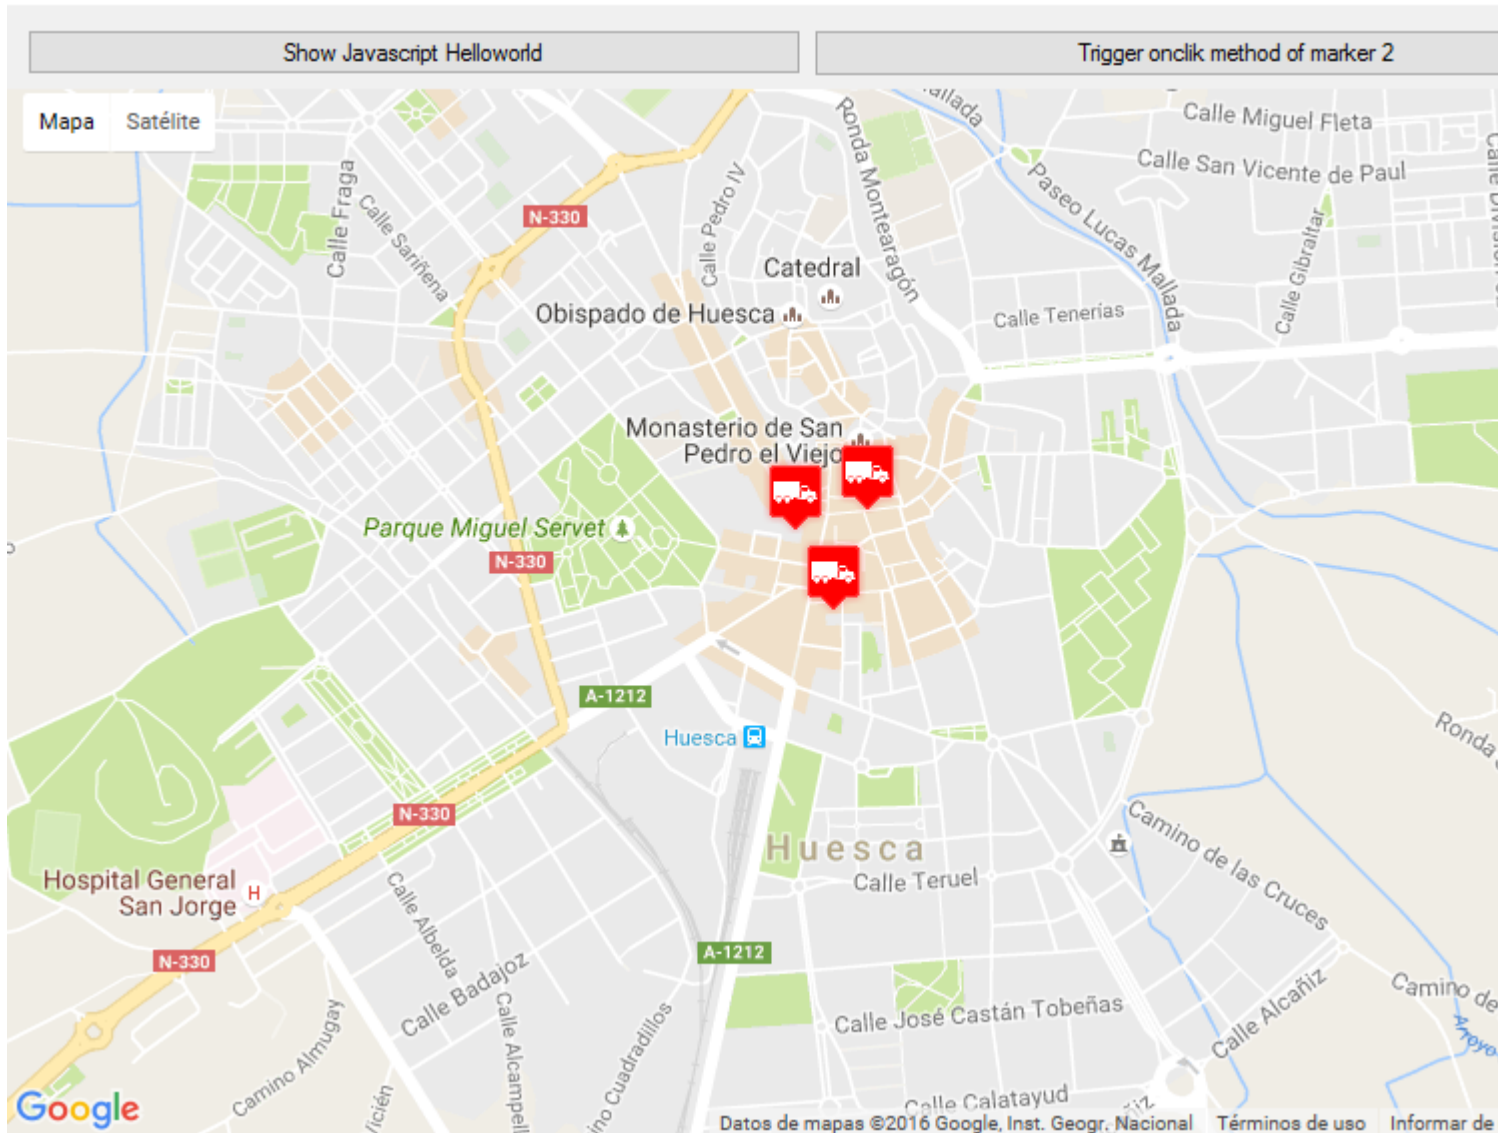 Show Javascript Helloworld
Trigger onclik method of marker 2
Mapa
Satélite
Calle Miguel Fleta
Calle San Vicente de Paul
Calle Fraga
Calle Sariñena
N-330
Calle Pedro IV
Ronda Montearagón
Paseo Lucas Mallada
Calle Gibraltar
Catedral
Obispado de Huesca
Calle Tenerías
Monasterio de San
Pedro el Viejo
Parque Miguel Servet
N-330
A-1212
Huesca
Ronda
N-330
Huesca
Camino de las Cruces
Calle Teruel
Hospital General
San Jorge
H
Calle Albelda
N-330
A-1212
Calle Badajoz
Calle Alcampell
Calle José Castán Tobeñas
Calle Alcañiz
Camino de
Arroyo
Camino Almugay
Cuadradillos
Vicién
Google
Calle Calatayud
Datos de mapas ©2016 Google, Inst. Geogr. Nacional
Términos de uso
Informar de